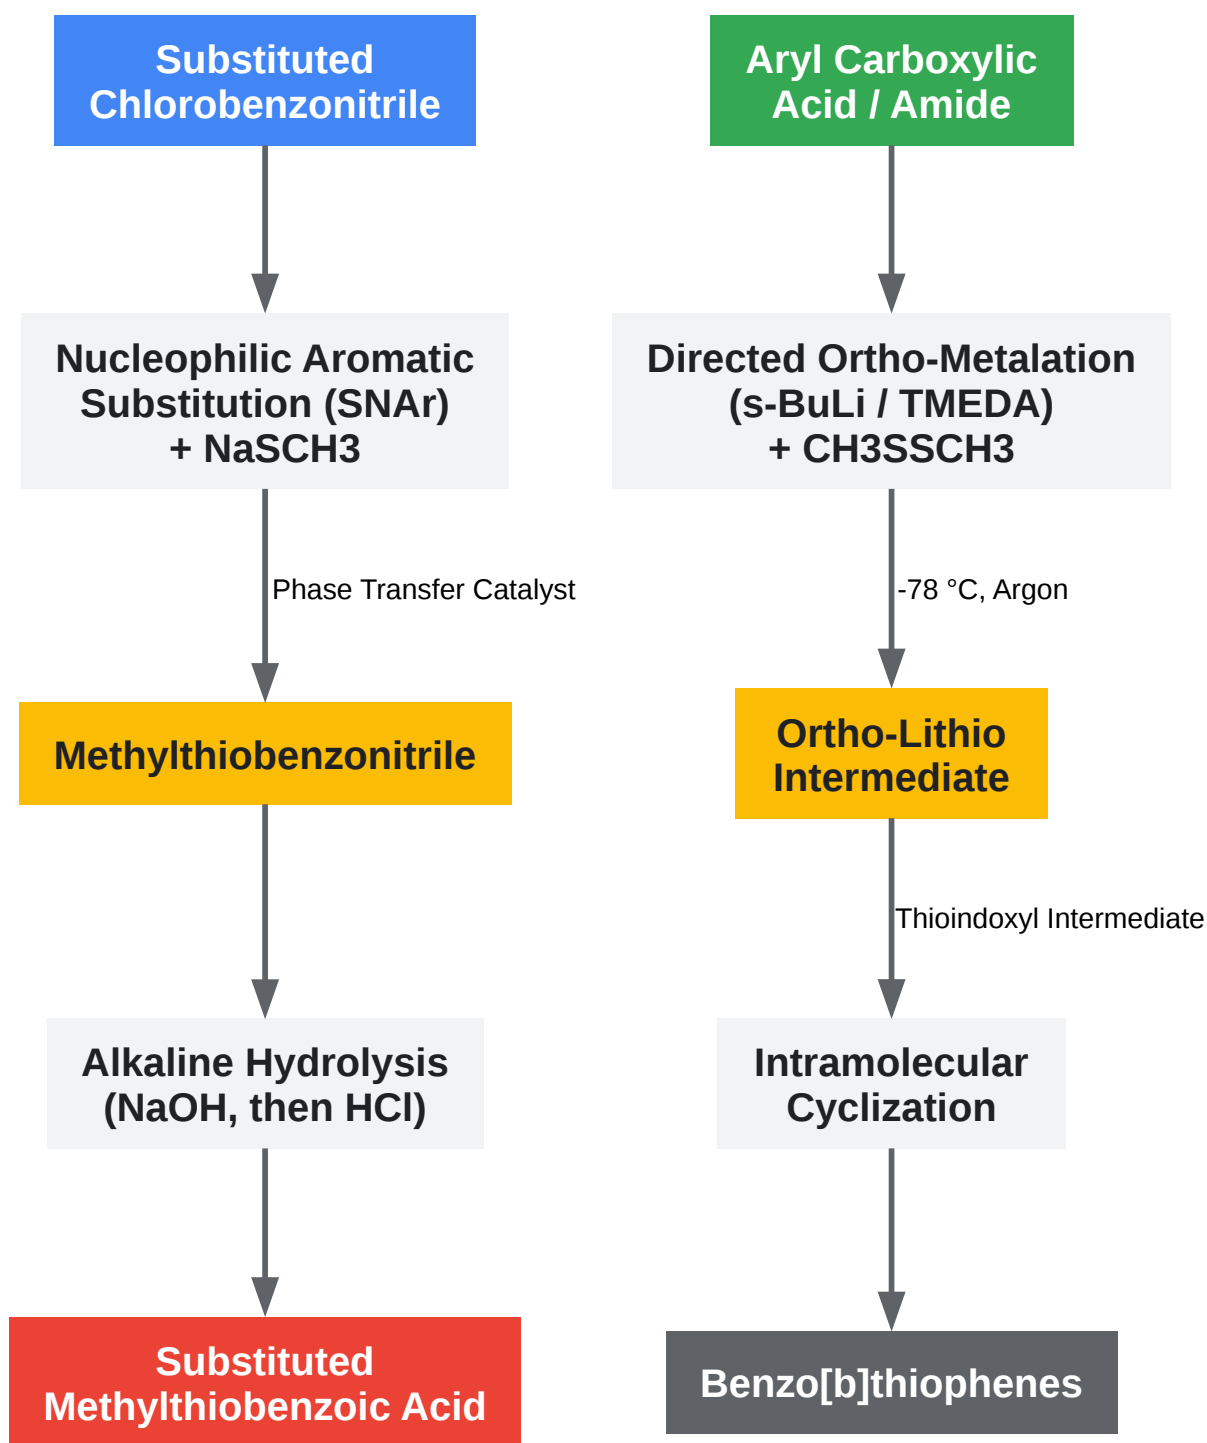 Substituted
Chlorobenzonitrile
Nucleophilic Aromatic
Substitution (SNAr)
+ NaSCH3
Phase Transfer Catalyst
Methylthiobenzonitrile
Alkaline Hydrolysis
(NaOH, then HCl)
Substituted
Methylthiobenzoic Acid
Aryl Carboxylic
Acid / Amide
Directed Ortho-Metalation
(s-BuLi / TMEDA)
+ CH3SSCH3
-78 °C, Argon
Ortho-Lithio
Intermediate
Thioindoxyl Intermediate
Intramolecular
Cyclization
Benzo[b]thiophenes